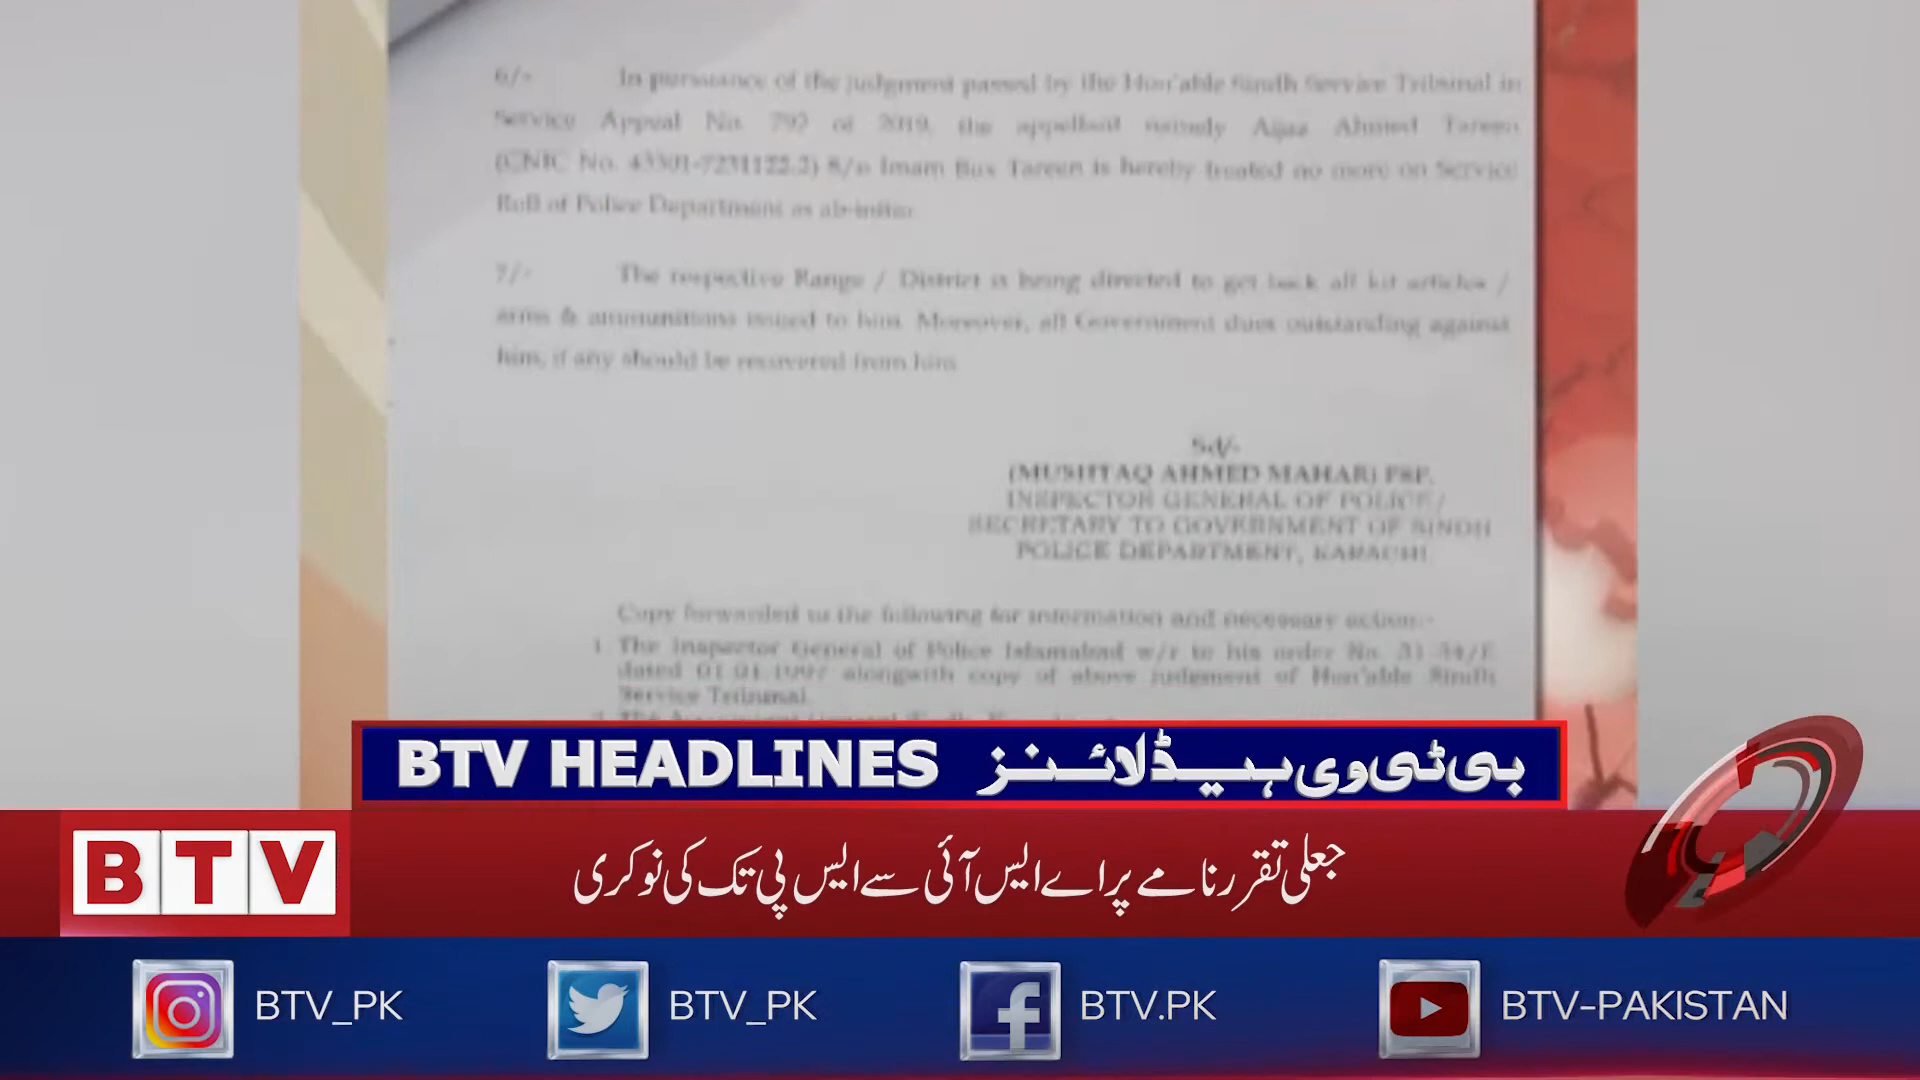 6/- In pursuance of the judgment passed by the Hon'able Sindh Service Tribunal in
Service Appeal No. 797 of 2019, the appellant namely Aijaz Ahmed Tareen
(CNIC No. S/o Imam Bux Tareen is hereby treated no more on Service
Roll of Police Department as ab-initio.
7/- The respective Range / District is being directed to get back all kit articles /
arms & ammunitions issued to him. Moreover, all Government dues outstanding against
him, if any should be recovered from him
Sd/-
(MUSHTAQ AHMED MAHAR) PSP,
INSPECTOR GENERAL OF POLICE/
SECRETARY TO GOVERNMENT OF SINDH
POLICE DEPARTMENT, KARACHI.
Copy forwarded to the following for information and necessary action:-
1. The Inspector General of Police Islamabad w/r to his order No.
dated 01.01.1997 alongwith copy of above judgment of Hon'able Sindh
Service Tribunal.
BTV HEADLINES بی ٹی وی ہیڈلائنز
BTV
جعلی تقررنامے پر اے ایس آئی سے ایس پی تک کی نوکری
BTV_PK BTV_PK BTV.PK BTV-PAKISTAN